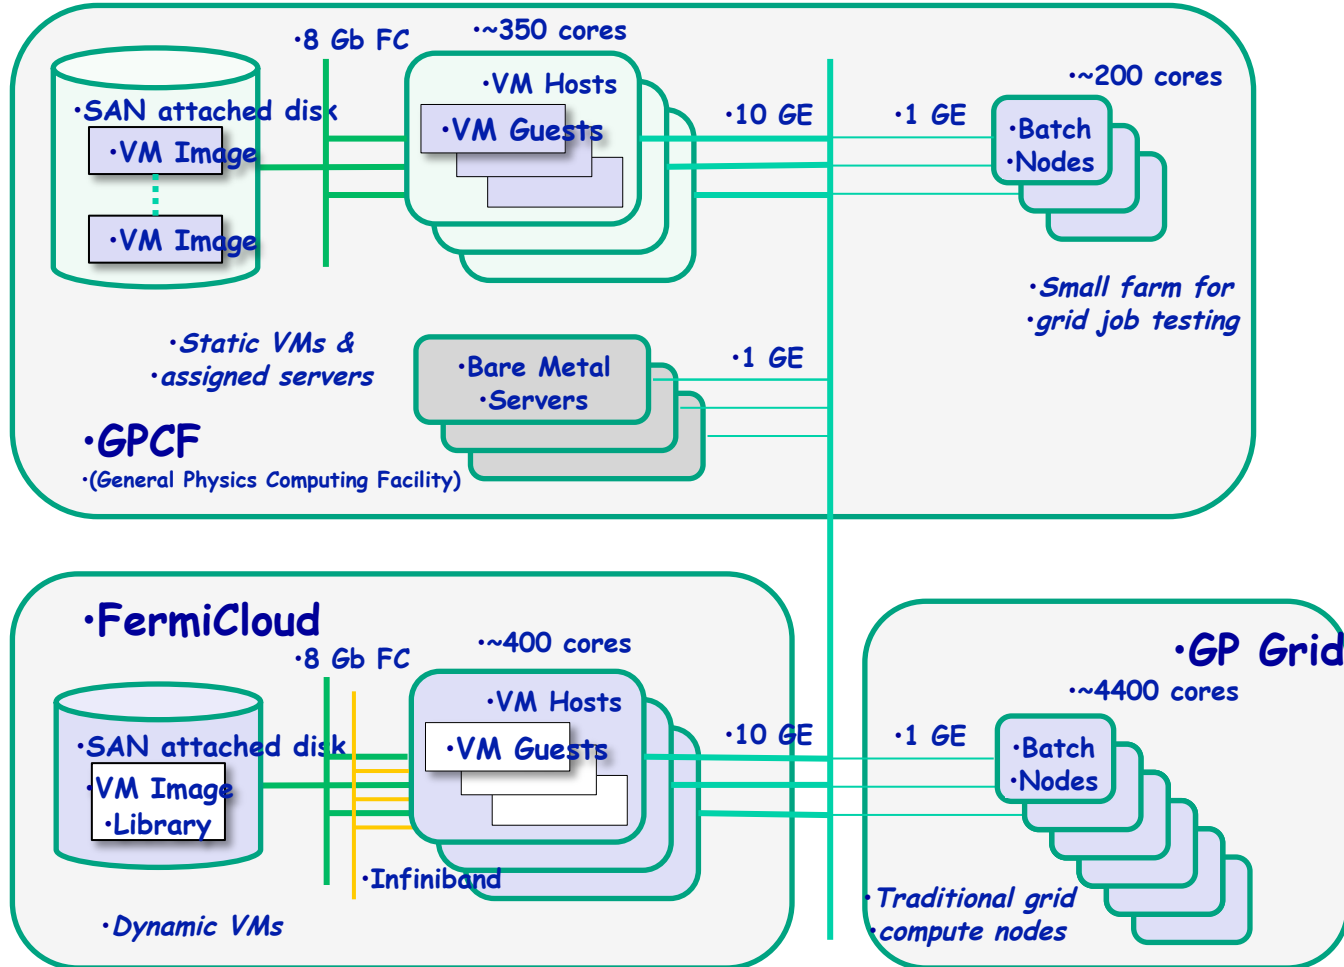 ·8 Gb FC
·~350 cores
·SAN attached disk
·VM Image
·VM Image
·VM Hosts
·VM Guests
·10 GE
·1 GE
·~200 cores
·Batch
·Nodes
·Small farm for
·grid job testing
·Static VMs &
·assigned servers
·Bare Metal
·Servers
·1 GE
·GPCF
·(General Physics Computing Facility)
·FermiCloud
·8 Gb FC
·~400 cores
·SAN attached disk
·VM Image
·Library
·VM Hosts
·VM Guests
·Infiniband
·10 GE
·Dynamic VMs
·GP Grid
·~4400 cores
·1 GE
·Batch
·Nodes
·Traditional grid
·compute nodes